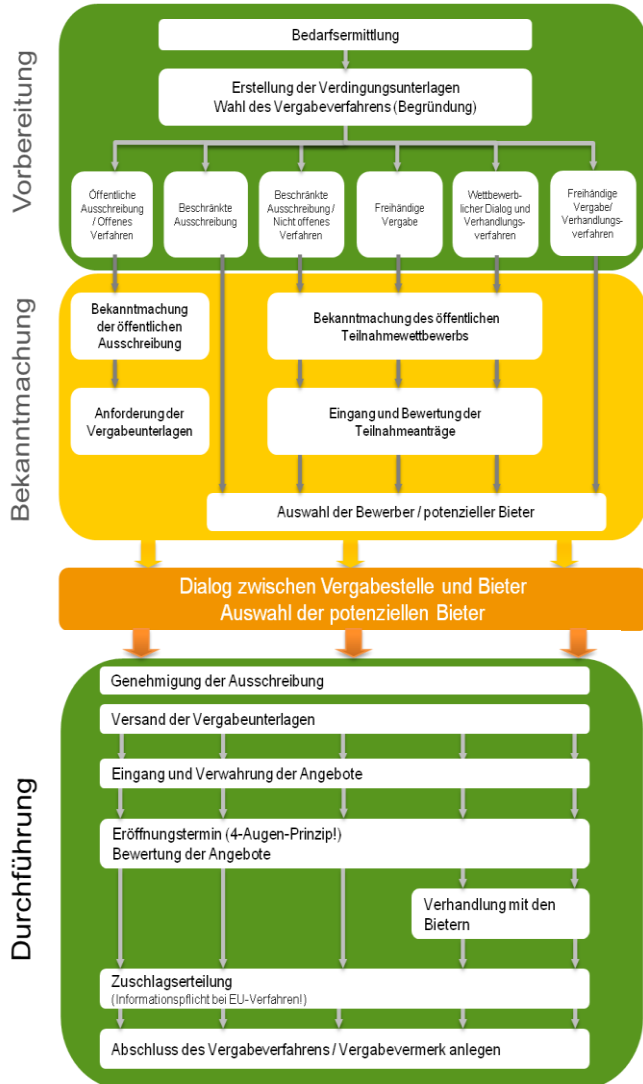 Vorbereitung
Bedarfsermittlung
Erstellung der Verdingungsunterlagen
Wahl des Vergabeverfahrens (Begründung)
Öffentliche
Ausschreibung
/ Offenes
Verfahren
Beschränkte
Ausschreibung
Beschränkte
Ausschreibung /
Nicht offenes
Verfahren
Freihändige
Vergabe
Wettbewerb-
licher Dialog und
Verhandlungs-
verfahren
Freihändige
Vergabe/
Verhandlungs-
verfahren
Bekanntmachung
Bekanntmachung
der öffentlichen
Ausschreibung
Bekanntmachung des öffentlichen
Teilnahmewettbewerbs
Anforderung der
Vergabeunterlagen
Eingang und Bewertung der
Teilnahmeanträge
Auswahl der Bewerber / potenzieller Bieter
Dialog zwischen Vergabestelle und Bieter
Auswahl der potenziellen Bieter
Durchführung
Genehmigung der Ausschreibung
Versand der Vergabeunterlagen
Eingang und Verwahrung der Angebote
Eröffnungstermin (4-Augen-Prinzip!)
Bewertung der Angebote
Verhandlung mit den
Bietern
Zuschlagserteilung
(Informationspflicht bei EU-Verfahren!)
Abschluss des Vergabeverfahrens / Vergabevermerk anlegen